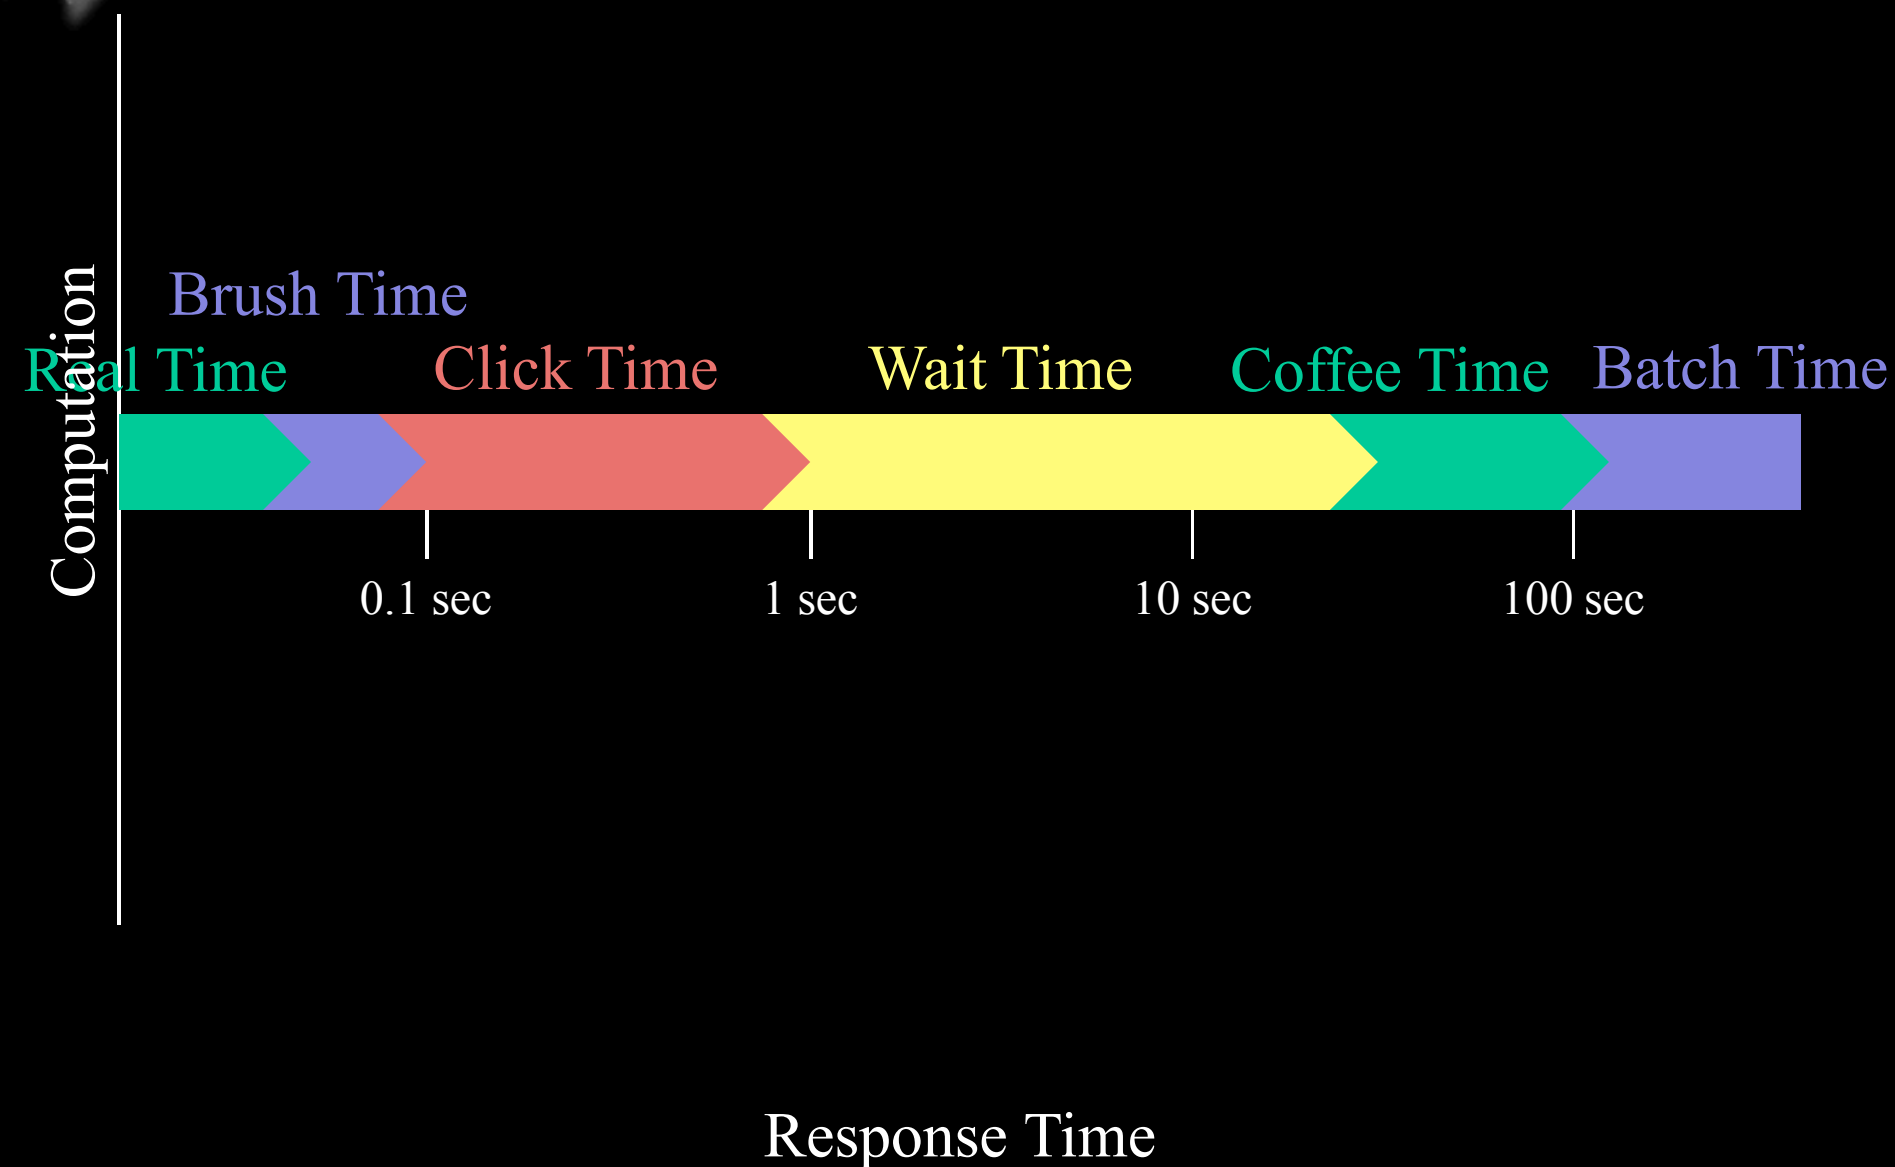 Brush Time
Real Time
Click Time
Wait Time
Coffee Time
Batch Time
Computation
0.1 sec
1 sec
10 sec
100 sec
Response Time